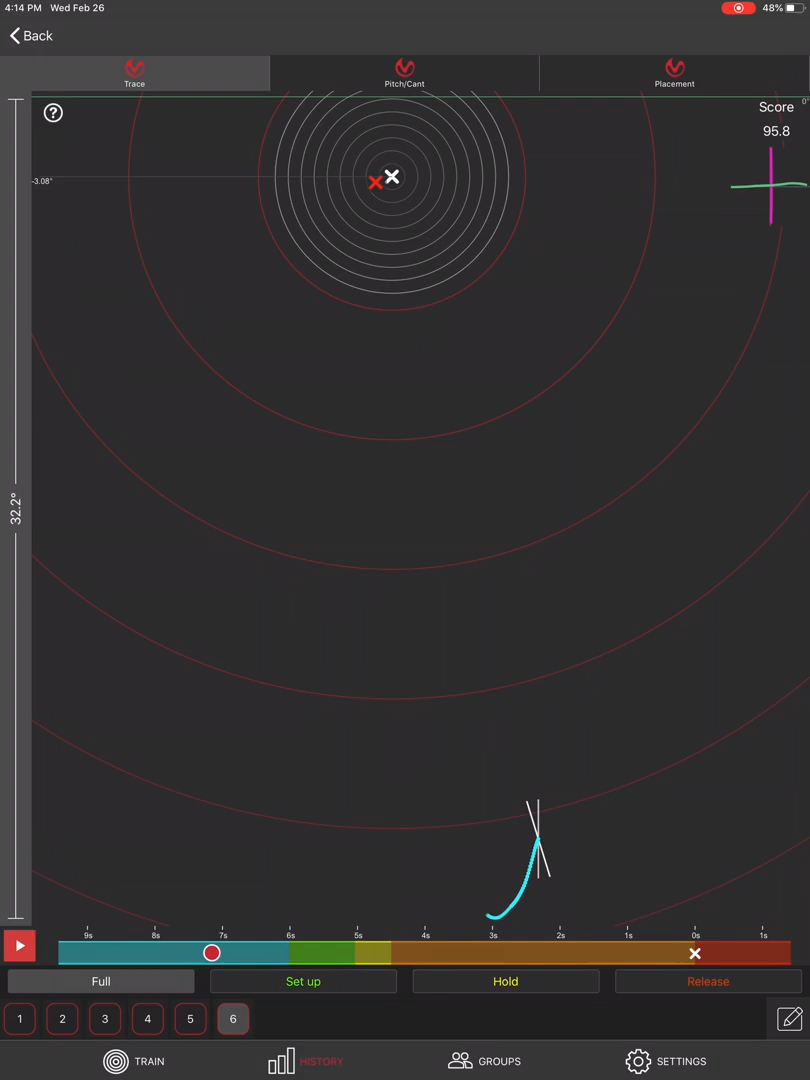 4:14 PM Wed Feb 26
48%
Back
Trace
Pitch/Cant
Placement
Score
0°
95.8
-3.08°
32.2°
9s 8s 7s 6s 5s 4s 3s 2s 1s 0s 1s
Full
Set up
Hold
Release
1 2 3 4 5 6
TRAIN
HISTORY
GROUPS
SETTINGS